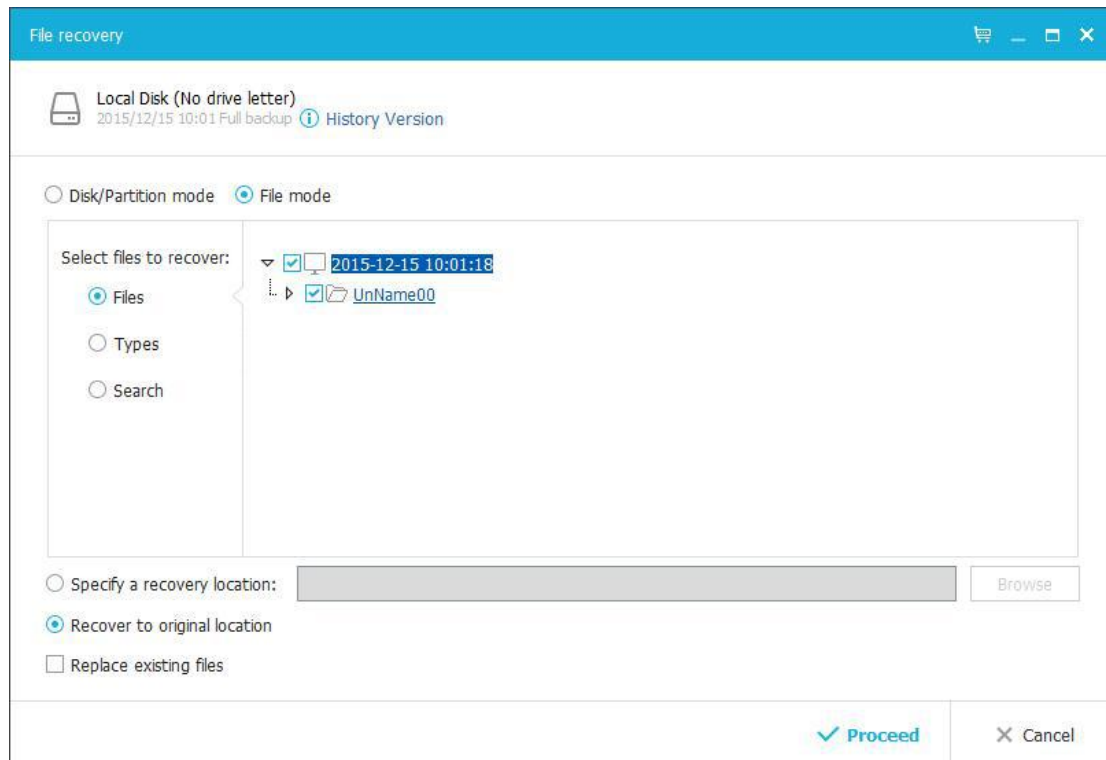 File recovery
Local Disk (No drive letter)
2015/12/15 10:01 Full backup History Version
Disk/Partition mode File mode
Select files to recover:
2015-12-15 10:01:18
Files
UnName00
Types
Search
Specify a recovery location: Browse
Recover to original location
Replace existing files
Proceed Cancel